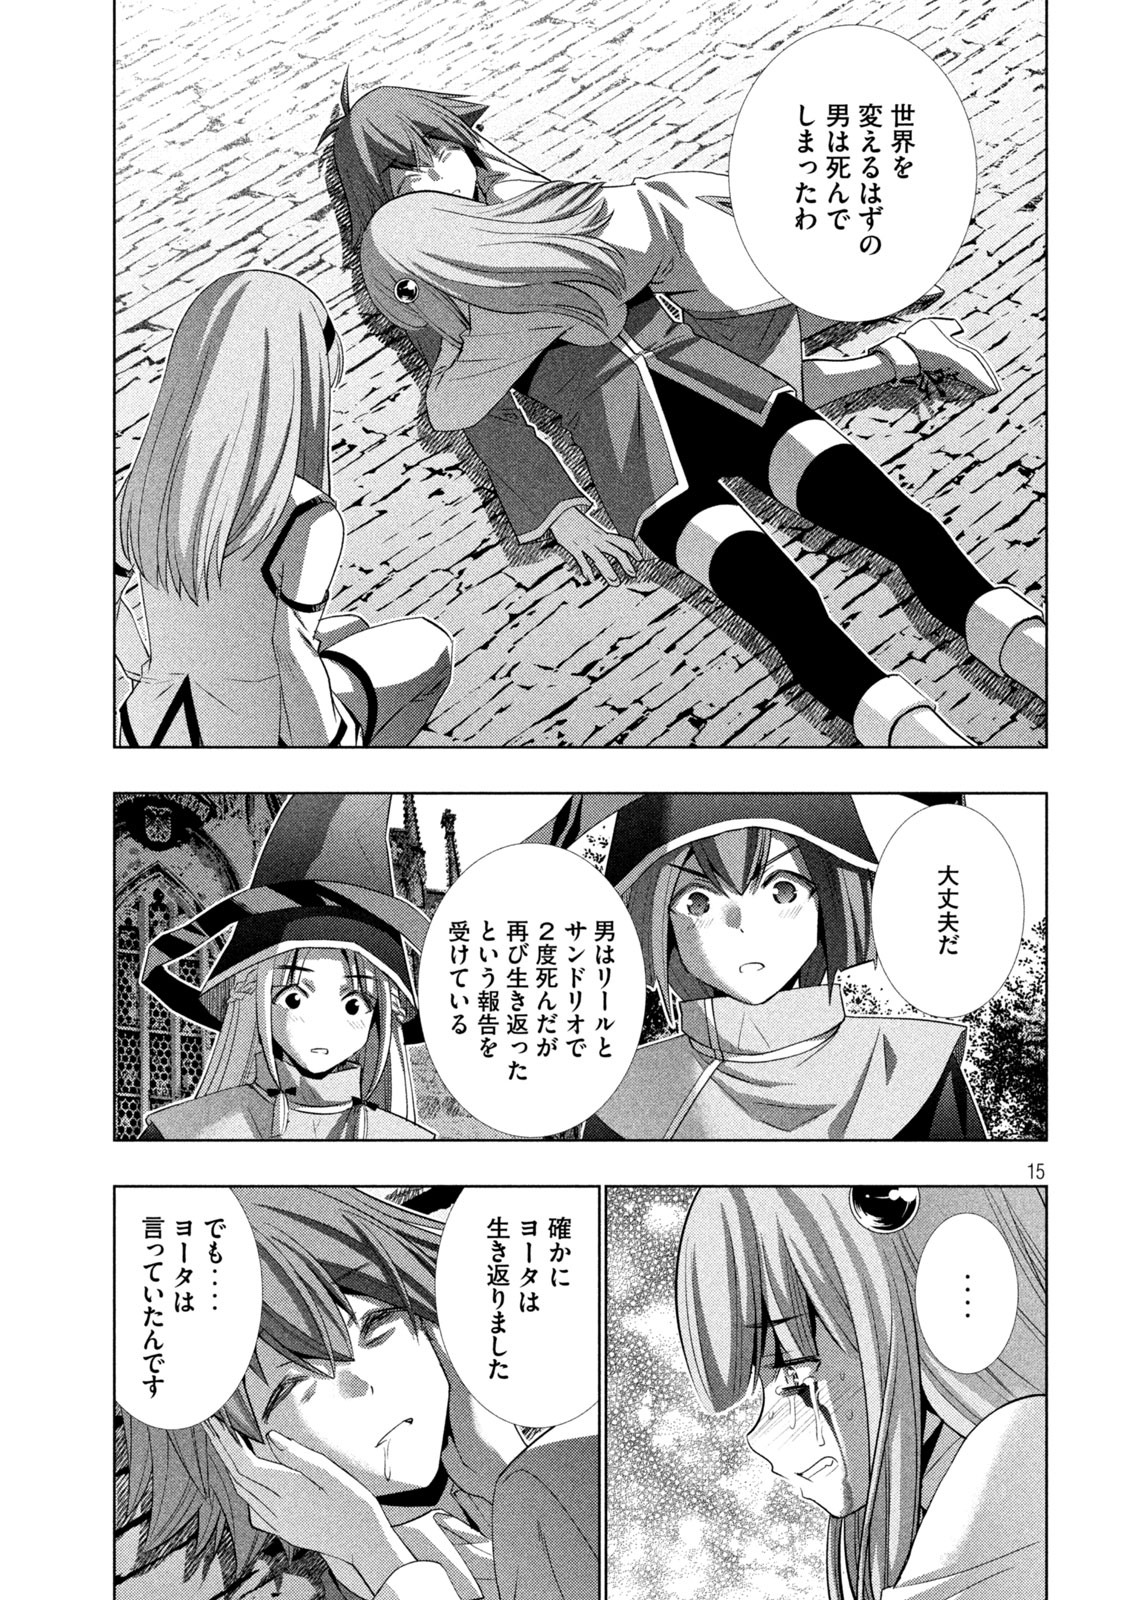 世界を
変えるはずの
男は死んで
しまったわ
大丈夫だ
男はリールと
サンドリオで
2度死んだが
再び生き返った
という報告を
受けている
15
‥‥
確かに
ヨータは
生き返りました
でも‥‥
ヨータは
言っていたんです